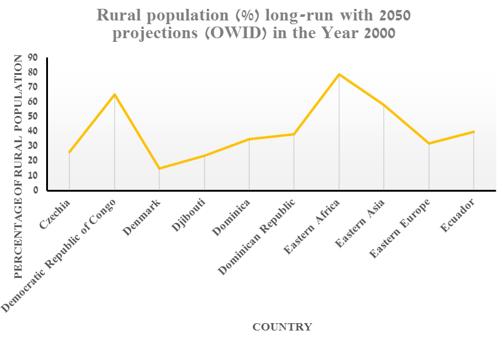 Rural population (%) long-run with 2050
projections (OWID) in the Year 2000
PERCENTAGE OF RURAL POPULATION
90
80
70
60
50
40
30
20
10
0
Czechia
Democratic Republic of Congo
Denmark
Djibouti
Dominica
Dominican Republic
Eastern Africa
Eastern Asia
Eastern Europe
Ecuador
COUNTRY